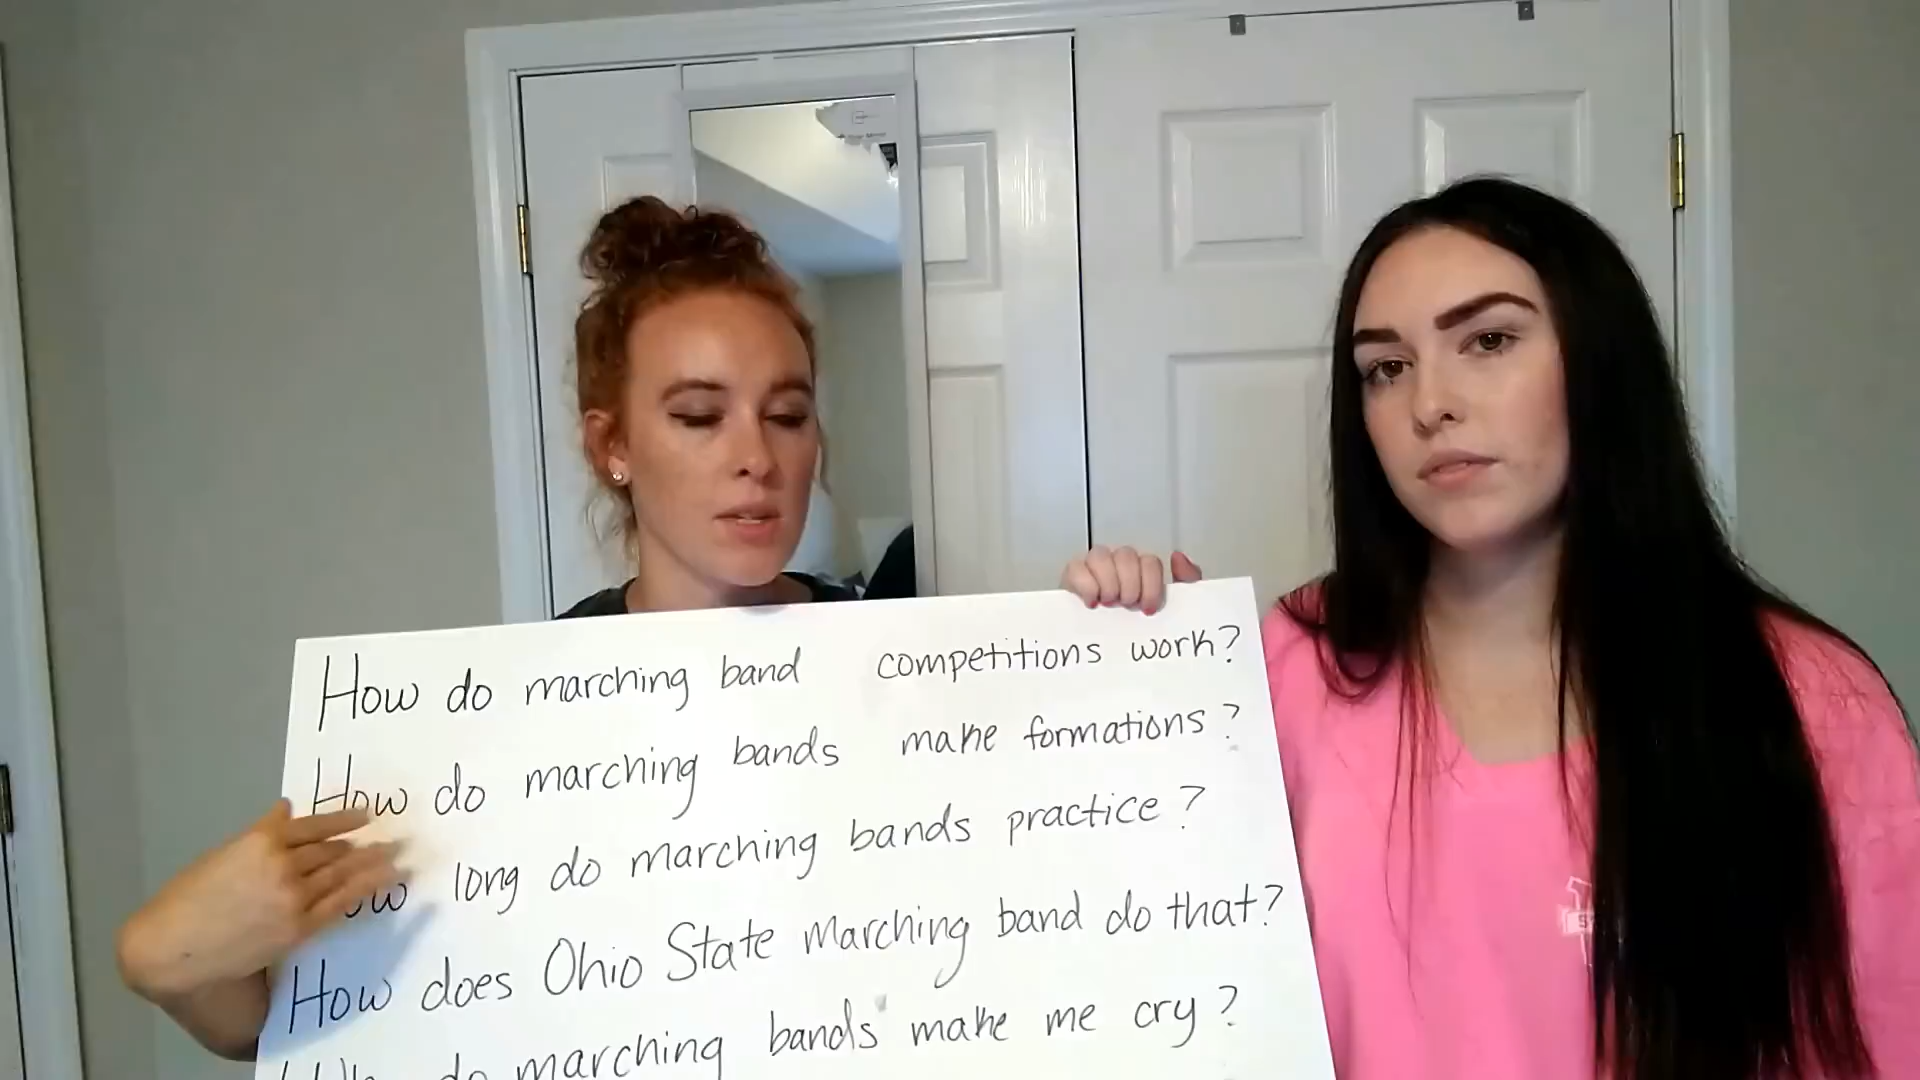 How do marching band competitions work?
How do marching bands make formations?
long do marching bands practice?
How does Ohio State Marching band do that?
do marching bands make me cry?